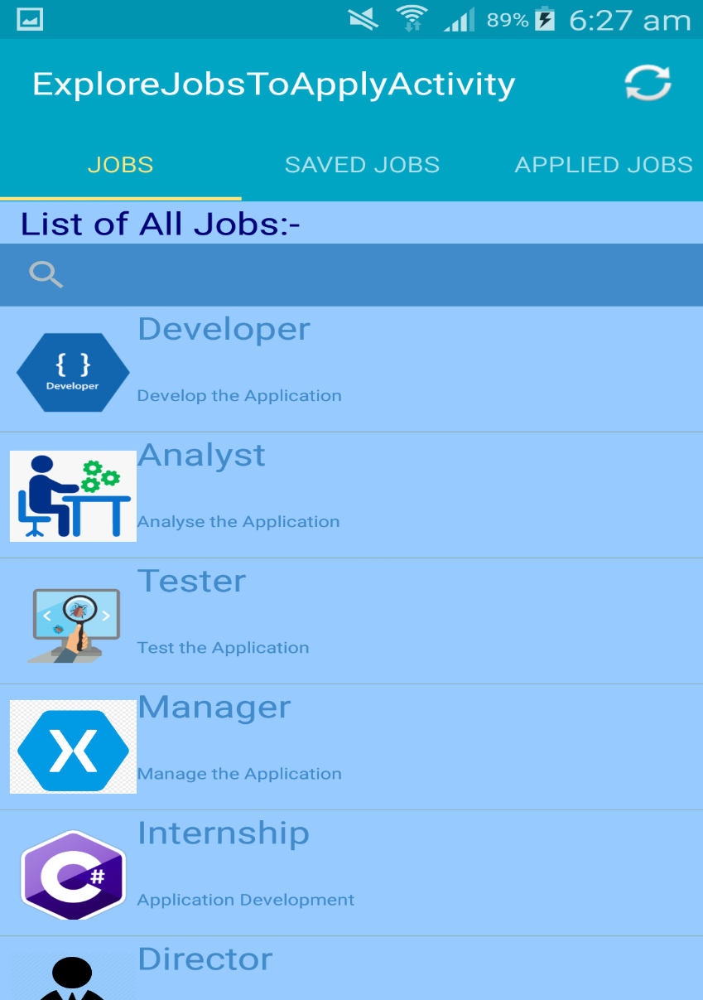 89% 6:27 am
ExploreJobsToApplyActivity
JOBS SAVED JOBS APPLIED JOBS
List of All Jobs:-
Developer
{ }
Developer
Develop the Application
Analyst
Analyse the Application
Tester
< >
Test the Application
Manager
X
Manage the Application
Internship
C#
Application Development
Director